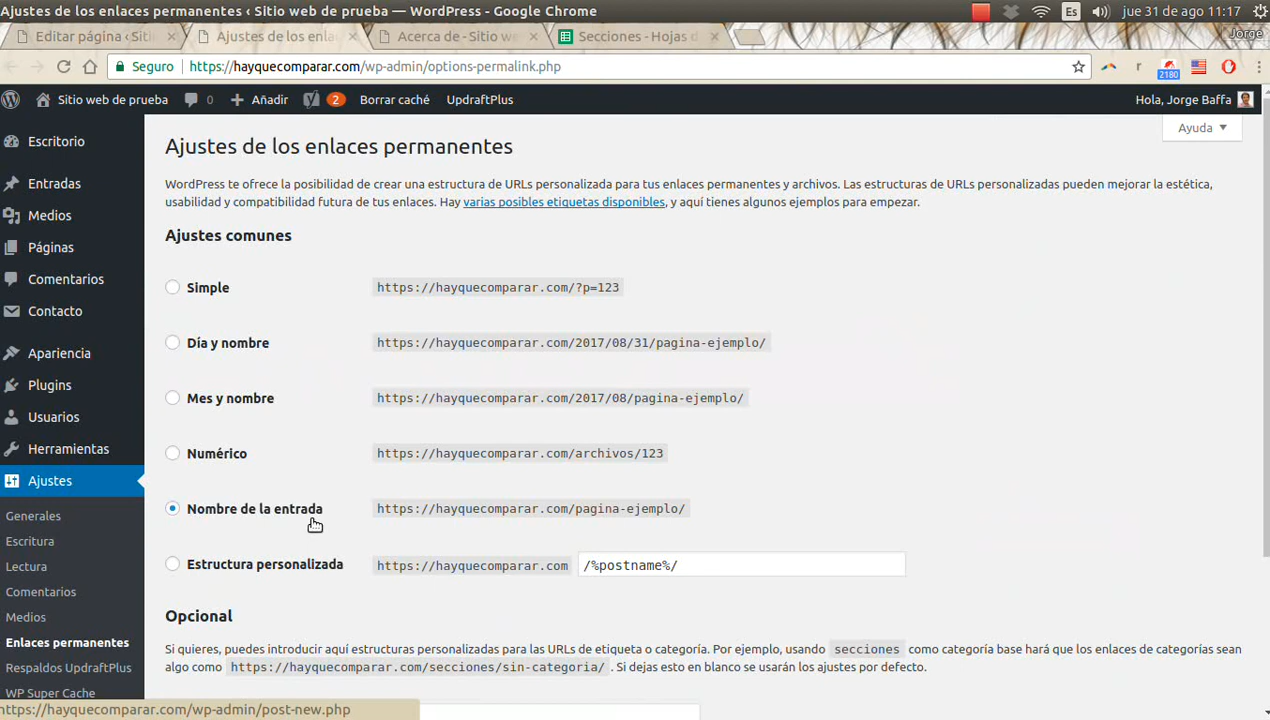 Ajustes de los enlaces permanentes ‹ Sitio web de prueba — WordPress - Google Chrome
Es
jue 31 de ago 11:17
Editar página ‹ Siti
Ajustes de los enla
Acerca de - Sitio we
Secciones - Hojas d
Jorge
Seguro
https://hayquecomparar.com/wp-admin/options-permalink.php
r
2180
Sitio web de prueba
0
Añadir
2
Borrar caché
UpdraftPlus
Hola, Jorge Baffa
Escritorio
Entradas
Medios
Páginas
Comentarios
Contacto
Apariencia
Plugins
Usuarios
Herramientas
Ajustes
Generales
Escritura
Lectura
Comentarios
Medios
Enlaces permanentes
Respaldos UpdraftPlus
WP Super Cache
Ayuda
Ajustes de los enlaces permanentes
WordPress te ofrece la posibilidad de crear una estructura de URLs personalizada para tus enlaces permanentes y archivos. Las estructuras de URLs personalizadas pueden mejorar la estética,
usabilidad y compatibilidad futura de tus enlaces. Hay varias posibles etiquetas disponibles, y aquí tienes algunos ejemplos para empezar.
Ajustes comunes
Simple
https://hayquecomparar.com/?p=123
Día y nombre
https://hayquecomparar.com/2017/08/31/pagina-ejemplo/
Mes y nombre
https://hayquecomparar.com/2017/08/pagina-ejemplo/
Numérico
https://hayquecomparar.com/archivos/123
Nombre de la entrada
https://hayquecomparar.com/pagina-ejemplo/
Estructura personalizada
https://hayquecomparar.com
/%postname%/
Opcional
Si quieres, puedes introducir aquí estructuras personalizadas para las URLs de etiqueta o categoría. Por ejemplo, usando secciones como categoría base hará que los enlaces de categorías sean
algo como https://hayquecomparar.com/secciones/sin-categoria/ . Si dejas esto en blanco se usarán los ajustes por defecto.
https://hayquecomparar.com/wp-admin/post-new.php